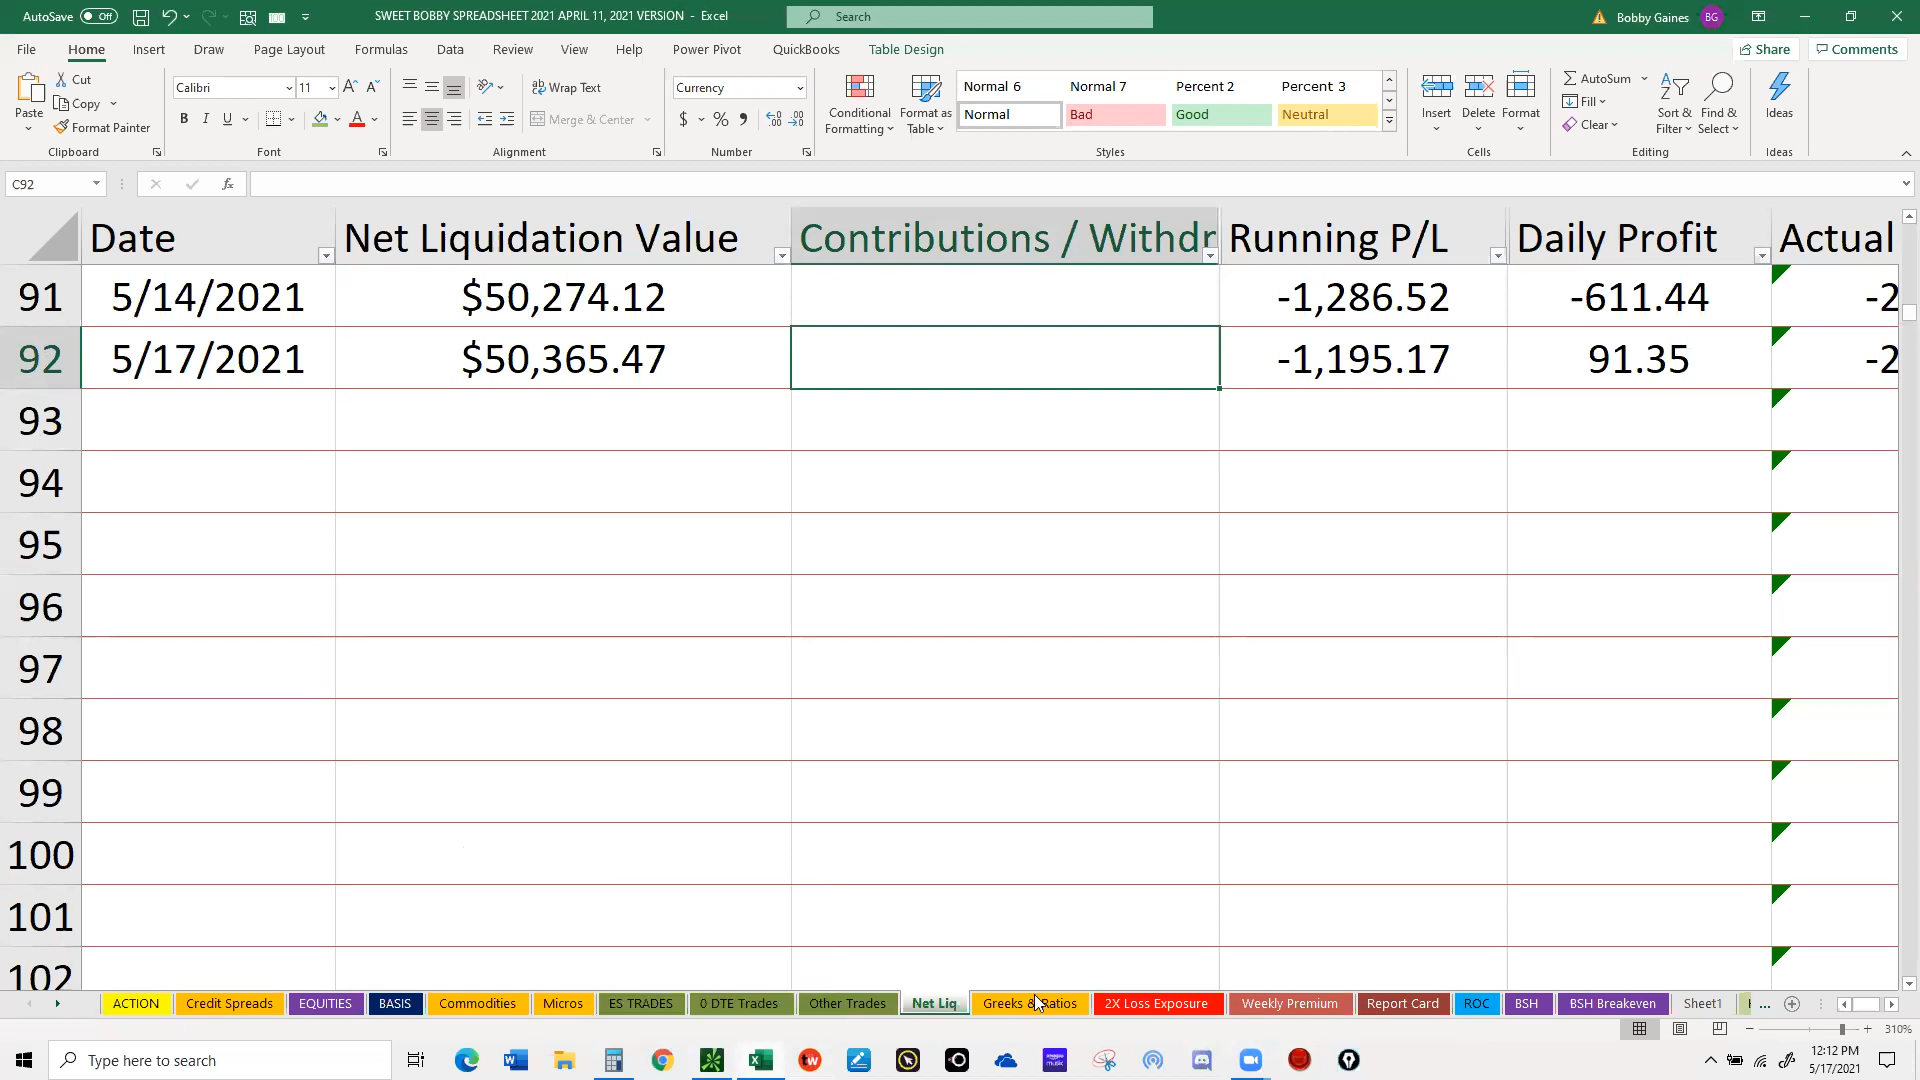 AutoSave Off SWEET BOBBY SPREADSHEET 2021 APRIL 11, 2021 VERSION - Excel Search Bobby Gaines BG
File Home Insert Draw Page Layout Formulas Data Review View Help Power Pivot QuickBooks Table Design Share Comments
Cut
Copy
Format Painter
Paste
Clipboard
Calibri 11
B I U
Font
Wrap Text
Merge & Center
Alignment
Currency
$ %
Number
Conditional Formatting
Format as Table
Normal 6 Normal 7 Percent 2 Percent 3
Normal Bad Good Neutral
Styles
Insert Delete Format
Cells
AutoSum
Fill
Clear
Sort & Filter
Find & Select
Editing
Ideas
Ideas
C92 fx
Date Net Liquidation Value Contributions / Withdr Running P/L Daily Profit Actual
91 5/14/2021 $50,274.12 -1,286.52 -611.44 -2
92 5/17/2021 $50,365.47 -1,195.17 91.35 -2
93
94
95
96
97
98
99
100
101
102
ACTION Credit Spreads EQUITIES BASIS Commodities Micros ES TRADES 0 DTE Trades Other Trades Net Liq Greeks & Ratios 2X Loss Exposure Weekly Premium Report Card ROC BSH BSH Breakeven Sheet1 ...
310%
Type here to search
12:12 PM
5/17/2021